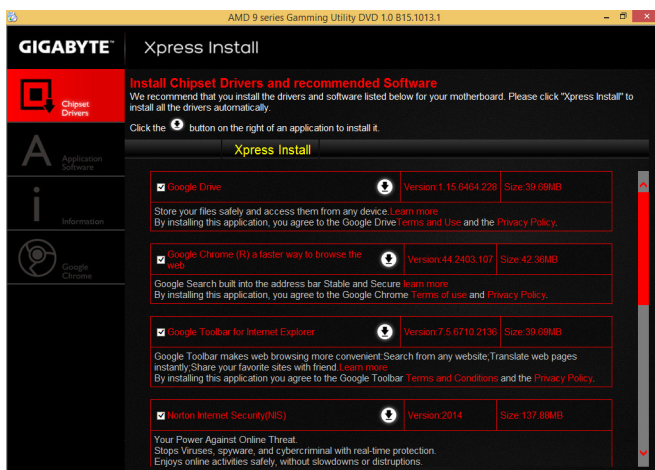 AMD 9 series Gamming Utility DVD 1.0 B15.1013.1
GIGABYTE™
Xpress Install
Chipset
Drivers
Application
Software
Information
Google
Chrome
Install Chipset Drivers and recommended Software
We recommend that you install the drivers and software listed below for your motherboard. Please click "Xpress Install" to
install all the drivers automatically.
Click the button on the right of an application to install it.
Xpress Install
Google Drive Version:1.15.6464.228 Size:39.69MB
Store your files safely and access them from any device.Learn more
By installing this application, you agree to the Google DriveTerms and Use and the Privacy Policy.
Google Chrome (R) a faster way to browse the
web Version:44.2403.107 Size:42.36MB
Google Search built into the address bar Stable and Secure learn more
By installing this application, you agree to the Google Chrome Terms of use and Privacy Policy.
Google Toolbar for Internet Explorer Version:7.5.6710.2136 Size:39.69MB
Google Toolbar makes web browsing more convenient:Search from any website;Translate web pages
instantly;Share your favorite sites with friend.Learn more
By installing this application you agree to the Google Toolbar Terms and Conditions and the Privacy Policy.
Norton Internet Security(NIS) Version:2014 Size:137.88MB
Your Power Against Online Threat.
Stops Viruses, spyware, and cybercriminal with real-time protection.
Enjoys online activities safely, without slowdowns or distruptions.